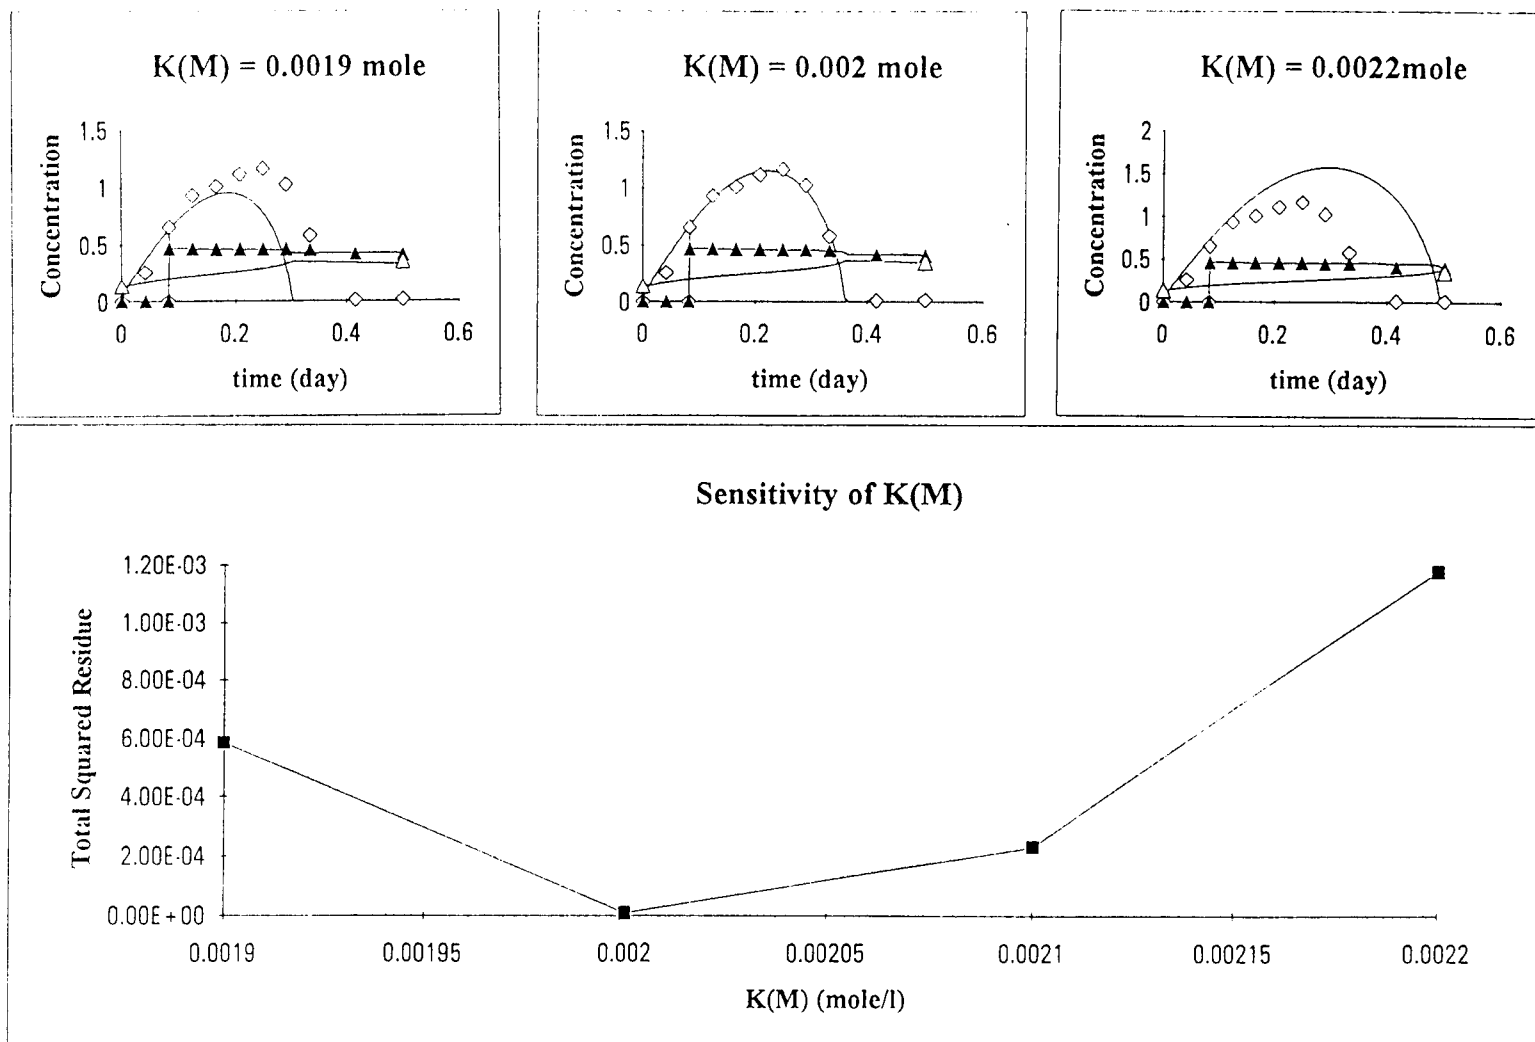 K(M) = 0.0019 mole
Concentration
1.5
1
0.5
0
0 0.2 0.4 0.6
time (day)
K(M) = 0.002 mole
Concentration
1.5
1
0.5
0
0 0.2 0.4 0.6
time (day)
K(M) = 0.0022mole
Concentration
2
1.5
1
0.5
0
0 0.2 0.4 0.6
time (day)
Sensitivity of K(M)
Total Squared Residue
1.20E-03
1.00E-03
8.00E-04
6.00E-04
4.00E-04
2.00E-04
0.00E+00
0.0019 0.00195 0.002 0.00205 0.0021 0.00215 0.0022
K(M) (mole/l)